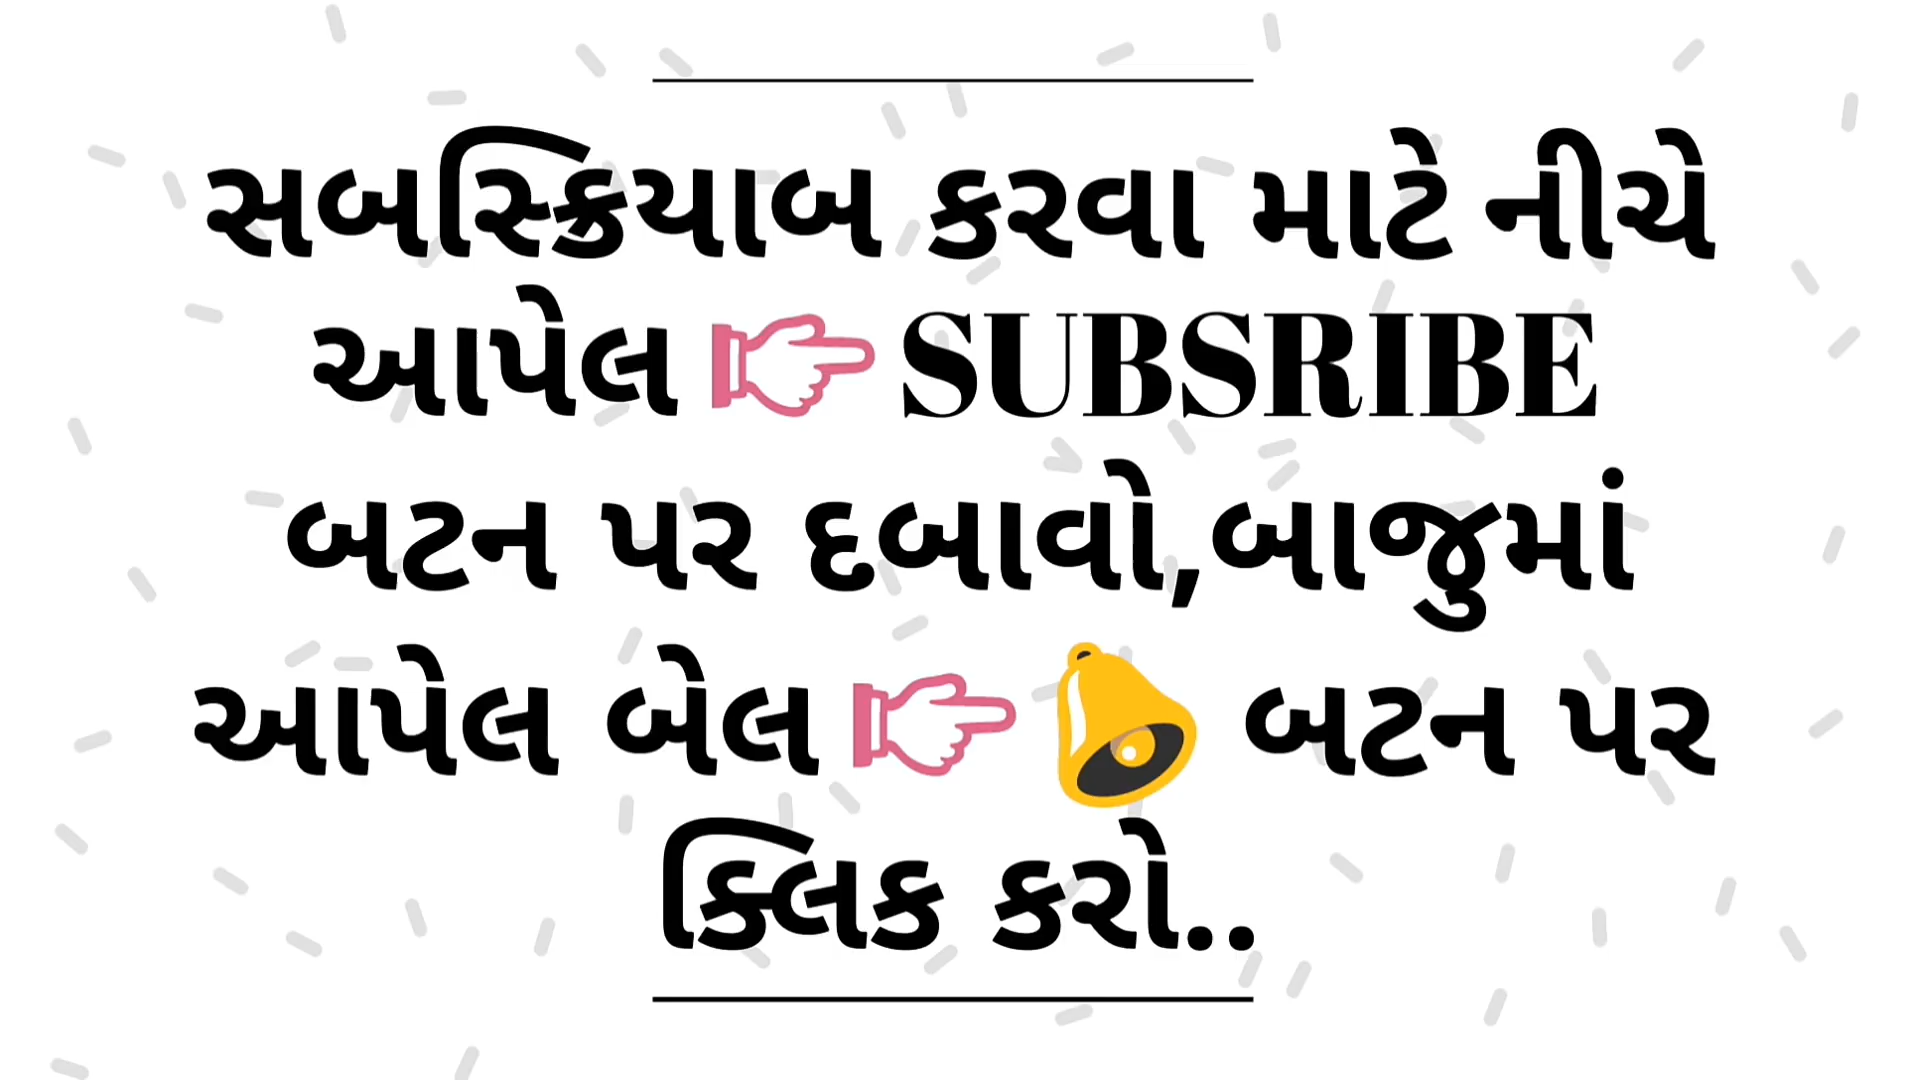 સબસ્ક્રિયાબ કરવા માટે નીચે
આપેલ 👉 SUBSRIBE
બટન પર દબાવો,બાજુમાં
આપેલ બેલ 👉 🔔 બટન પર
ક્લિક કરો..